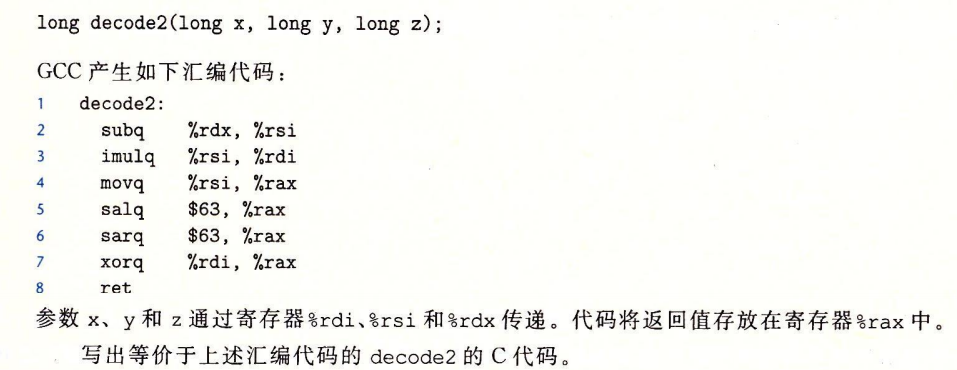 long decode2(long x, long y, long z);
GCC 产生如下汇编代码：
1 decode2:
2 subq %rdx, %rsi
3 imulq %rsi, %rdi
4 movq %rsi, %rax
5 salq $63, %rax
6 sarq $63, %rax
7 xorq %rdi, %rax
8 ret
参数 x、y 和 z 通过寄存器%rdi、%rsi 和%rdx 传递。代码将返回值存放在寄存器%rax 中。
写出等价于上述汇编代码的 decode2 的 C 代码。